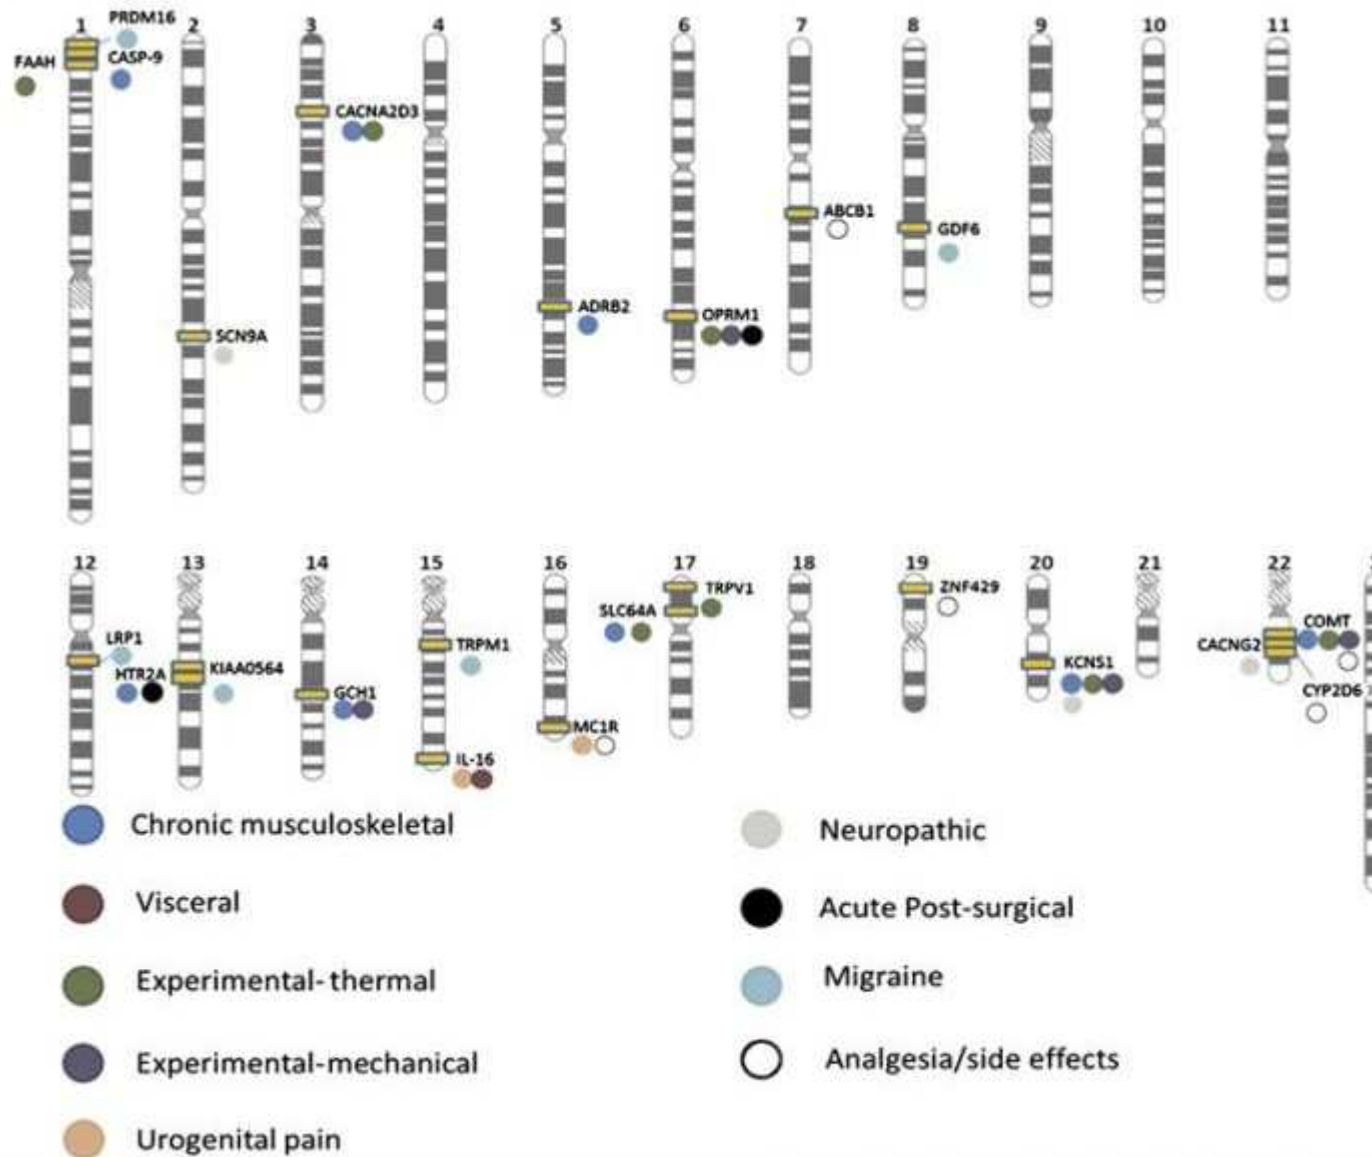 1 2 3 4 5 6 7 8 9 10 11
PRDM16
FAAH
CASP-9
CACNA2D3
ABCB1
GDF6
ADRB2
OPRM1
SCN9A
12 13 14 15 16 17 18 19 20 21 22
TRPV1
ZNF429
SLC64A
COMT
LRP1
TRPM1
CACNG2
HTR2A
KIAA0564
KCNS1
GCH1
CYP2D6
MC1R
IL-16
Chronic musculoskeletal
Visceral
Experimental-thermal
Experimental-mechanical
Urogenital pain
Neuropathic
Acute Post-surgical
Migraine
Analgesia/side effects